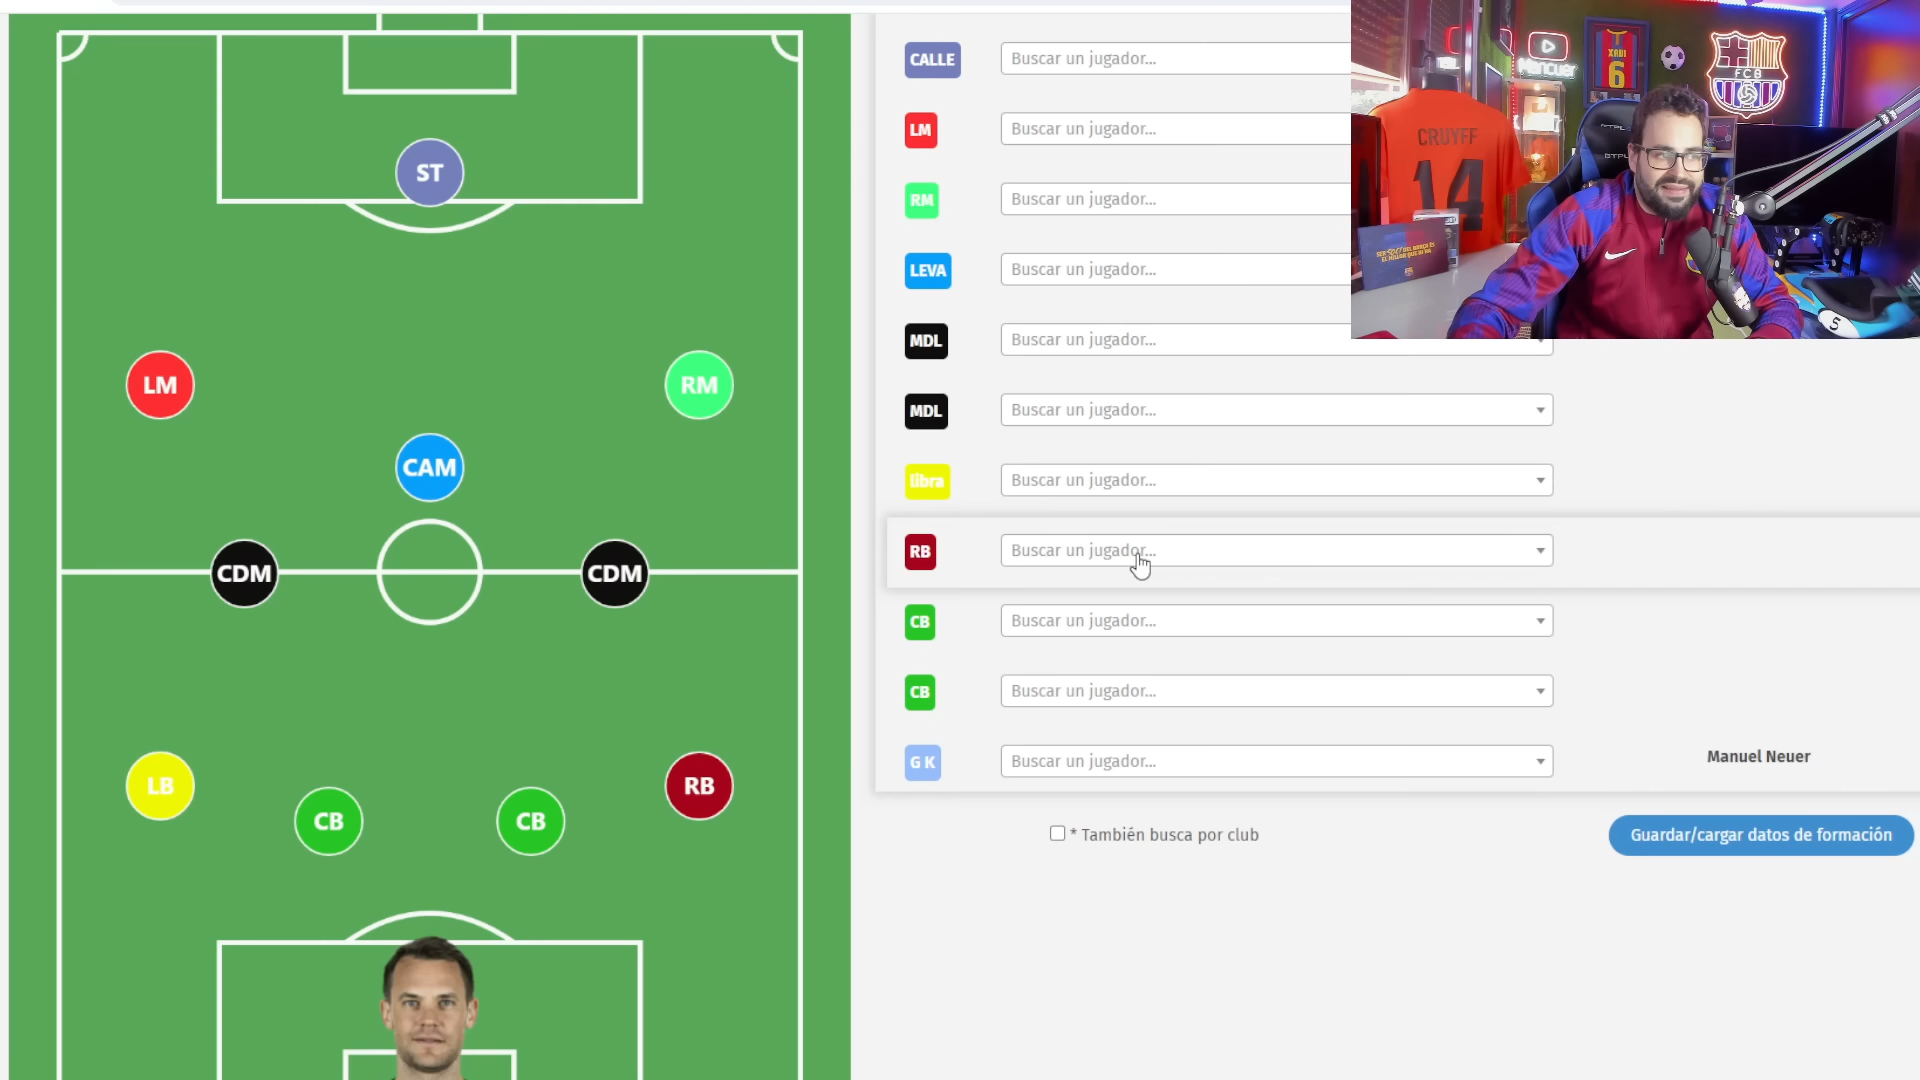 ST
LM
RM
CAM
CDM
CDM
LB
RB
CB
CB
CALLE
Buscar un jugador...
LM
Buscar un jugador...
RM
Buscar un jugador...
LEVA
Buscar un jugador...
MDL
Buscar un jugador...
MDL
Buscar un jugador...
libra
Buscar un jugador...
RB
Buscar un jugador...
CB
Buscar un jugador...
CB
Buscar un jugador...
G K
Buscar un jugador...
Manuel Neuer
* También busca por club
Guardar/cargar datos de formación
CRUYFF
14
XAVI
6
FCB
5